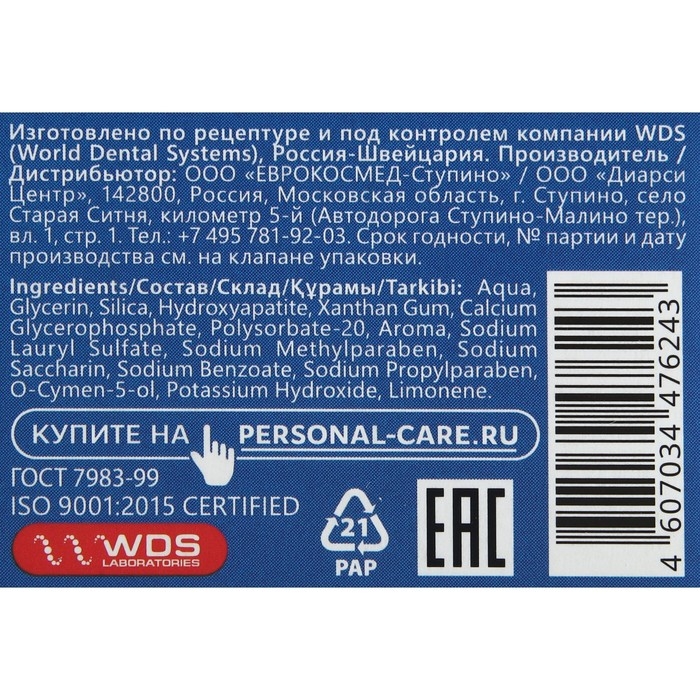 Изготовлено по рецептуре и под контролем компании WDS
(World Dental Systems), Россия-Швейцария. Производитель /
Дистрибьютор: ООО «ЕВРОКОСМЕД-Ступино» / ООО «Диарси
Центр», 142800, Россия, Московская область, г. Ступино, село
Старая Ситня, километр 5-й (Автодорога Ступино-Малино тер.),
вл. 1, стр. 1. Тел.: +7 495 781-92-03. Срок годности, № партии и дату
производства см. на клапане упаковки.
Ingredients/Состав/Склад/Құрамы/Tarkibi: Aqua,
Glycerin, Silica, Hydroxyapatite, Xanthan Gum, Calcium
Glycerophosphate, Polysorbate-20, Aroma, Sodium
Lauryl Sulfate, Sodium Methylparaben, Sodium
Saccharin, Sodium Benzoate, Sodium Propylparaben,
O-Cymen-5-ol, Potassium Hydroxide, Limonene.
КУПИТЕ НА PERSONAL-CARE.RU
ГОСТ 7983-99
ISO 9001:2015 CERTIFIED
WDS
LABORATORIES
21
PAP
EAC
4 607034 476243